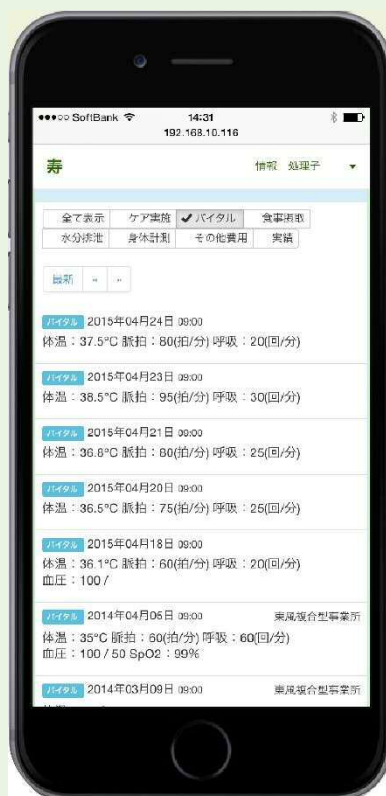 SoftBank 14:31
192.168.10.116
寿 情報 処理子
全て表示 ケア実施 ✔バイタル 食事摂取
水分排泄 身体計測 その他費用 実績
最新 « »
バイタル 2015年04月24日 09:00
体温：37.5°C 脈拍：80(拍/分) 呼吸：20(回/分)
バイタル 2015年04月23日 09:00
体温：38.5°C 脈拍：95(拍/分) 呼吸：30(回/分)
バイタル 2015年04月21日 09:00
体温：36.8°C 脈拍：80(拍/分) 呼吸：25(回/分)
バイタル 2015年04月20日 09:00
体温：36.5°C 脈拍：75(拍/分) 呼吸：25(回/分)
バイタル 2015年04月18日 09:00
体温：36.1°C 脈拍：60(拍/分) 呼吸：20(回/分)
血圧：100 /
バイタル 2014年04月06日 09:00 東風複合型事業所
体温：35°C 脈拍：60(拍/分) 呼吸：60(回/分)
血圧：100 / 50 SpO2：99%
バイタル 2014年03月09日 09:00 東風複合型事業所